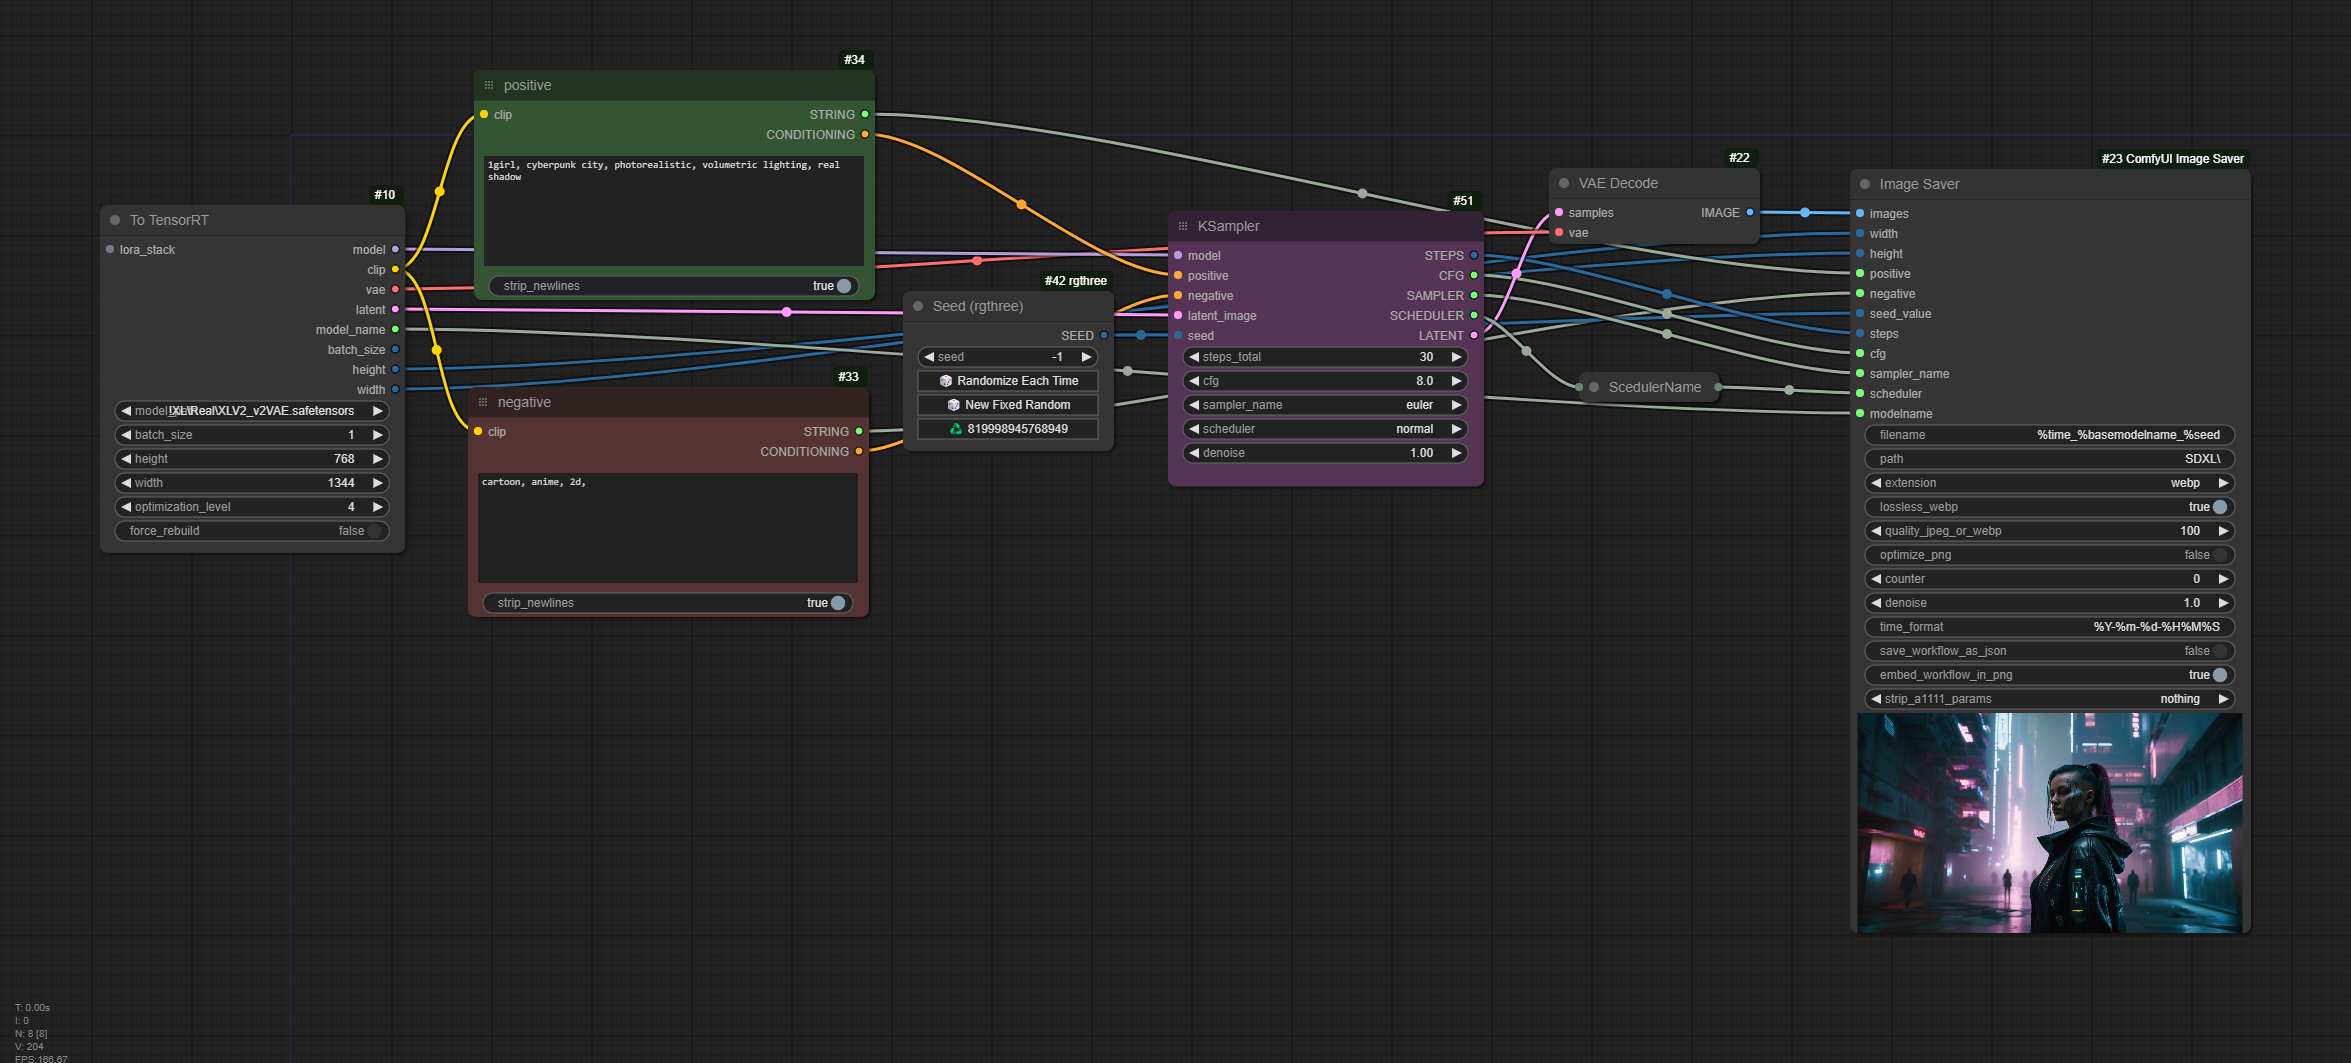 #10
To TensorRT
lora_stack
model
clip
vae
latent
model_name
batch_size
height
width
!XL\Real\XLV2_v2VAE.safetensors
batch_size 1
height 768
width 1344
optimization_level 4
force_rebuild false
#34
positive
clip
STRING
CONDITIONING
1girl, cyberpunk city, photorealistic, volumetric lighting, real
shadow
strip_newlines true
#33
negative
clip
STRING
CONDITIONING
cartoon, anime, 2d,
strip_newlines true
#42 rgthree
Seed (rgthree)
SEED
seed -1
Randomize Each Time
New Fixed Random
819998945768949
#51
KSampler
model STEPS
positive CFG
negative SAMPLER
latent_image SCHEDULER
seed LATENT
steps_total 30
cfg 8.0
sampler_name euler
scheduler normal
denoise 1.00
#22
VAE Decode
samples IMAGE
vae
ScedulerName
#23 ComfyUI Image Saver
Image Saver
images
width
height
positive
negative
seed_value
steps
cfg
sampler_name
scheduler
modelname
filename %time_%basemodelname_%seed
path SDXL\
extension webp
lossless_webp true
quality_jpeg_or_webp 100
optimize_png false
counter 0
denoise 1.0
time_format %Y-%m-%d-%H%M%S
save_workflow_as_json false
embed_workflow_in_png true
strip_a1111_params nothing
T: 0.00s
I: 0
N: 8 [8]
V: 204
FPS:166.67